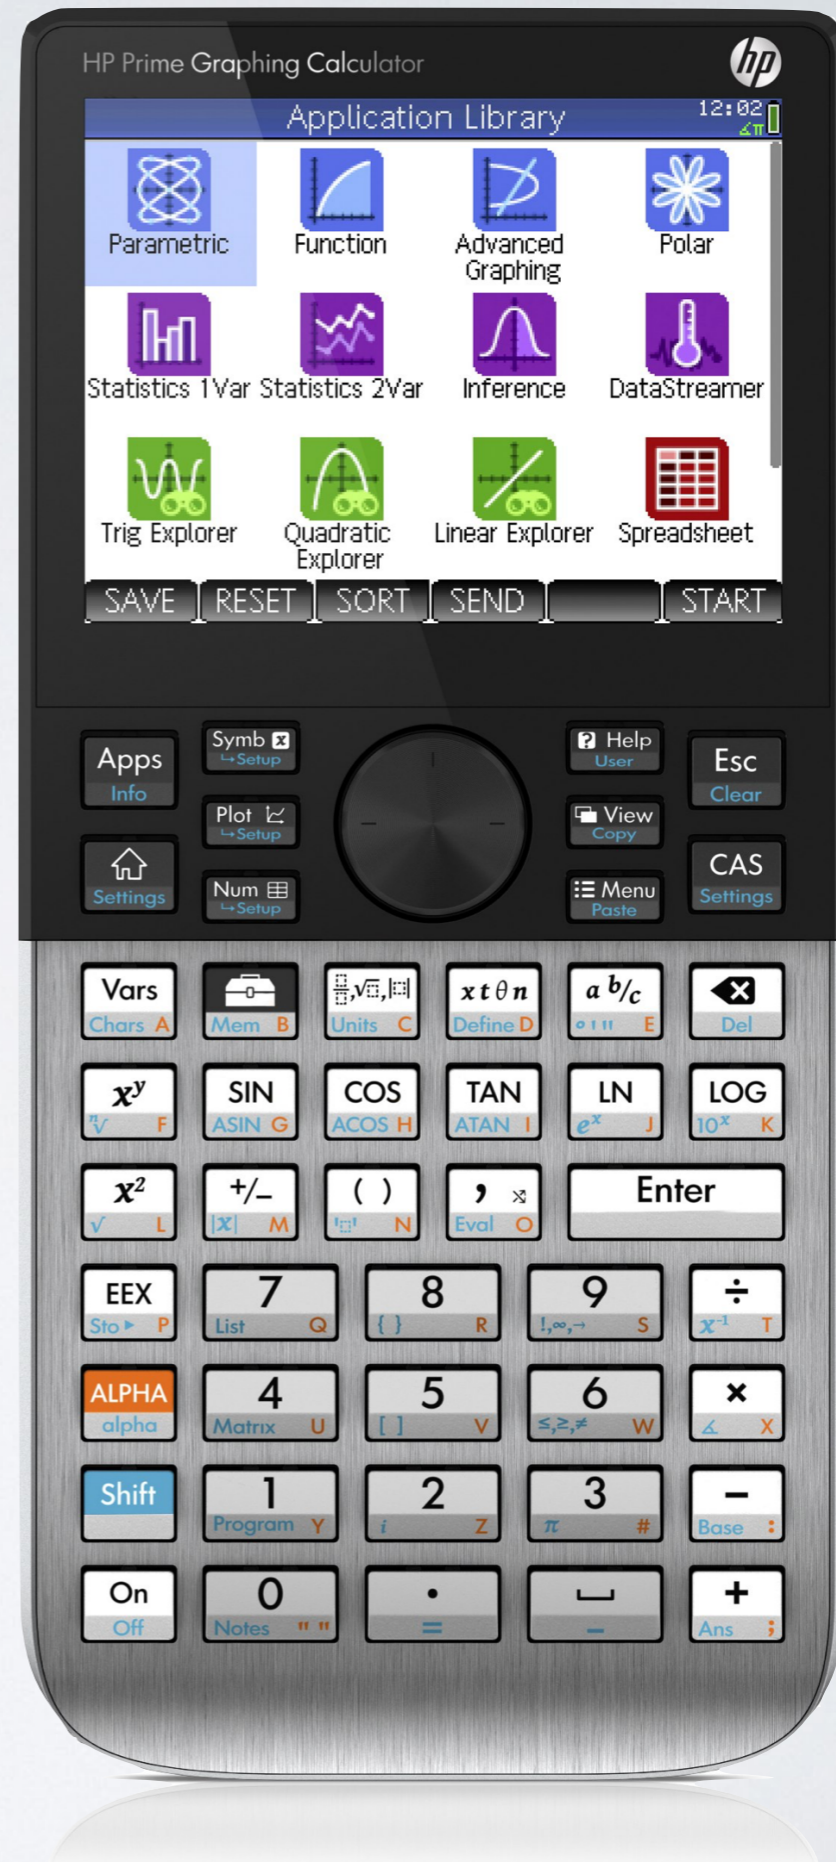 HP Prime Graphing Calculator
hp
Application Library 12:02
∡π
Parametric Function Advanced Graphing Polar
Statistics 1Var Statistics 2Var Inference DataStreamer
Trig Explorer Quadratic Explorer Linear Explorer Spreadsheet
SAVE RESET SORT SEND START
Apps
Info
Symb x
↳Setup
? Help
User
Esc
Clear
Plot
↳Setup
View
Copy
Settings
Num
↳Setup
Menu
Paste
CAS
Settings
Vars
Chars A
Mem B
√ , | |
Units C
x t θ n
Define D
a b/c
° ' '' E
Del
xʸ
ⁿ√ F
SIN
ASIN G
COS
ACOS H
TAN
ATAN I
LN
eˣ J
LOG
10ˣ K
x²
√ L
+/−
|x| M
( )
' ' N
,
Eval O
Enter
EEX
Sto ► P
7
List Q
8
{ } R
9
!,∞,→ S
÷
x⁻¹ T
ALPHA
alpha
4
Matrix U
5
[ ] V
6
≤,≥,≠ W
×
∡ X
Shift
1
Program Y
2
i Z
3
π #
−
Base :
On
Off
0
Notes " "
.
=
␣
_
+
Ans ;